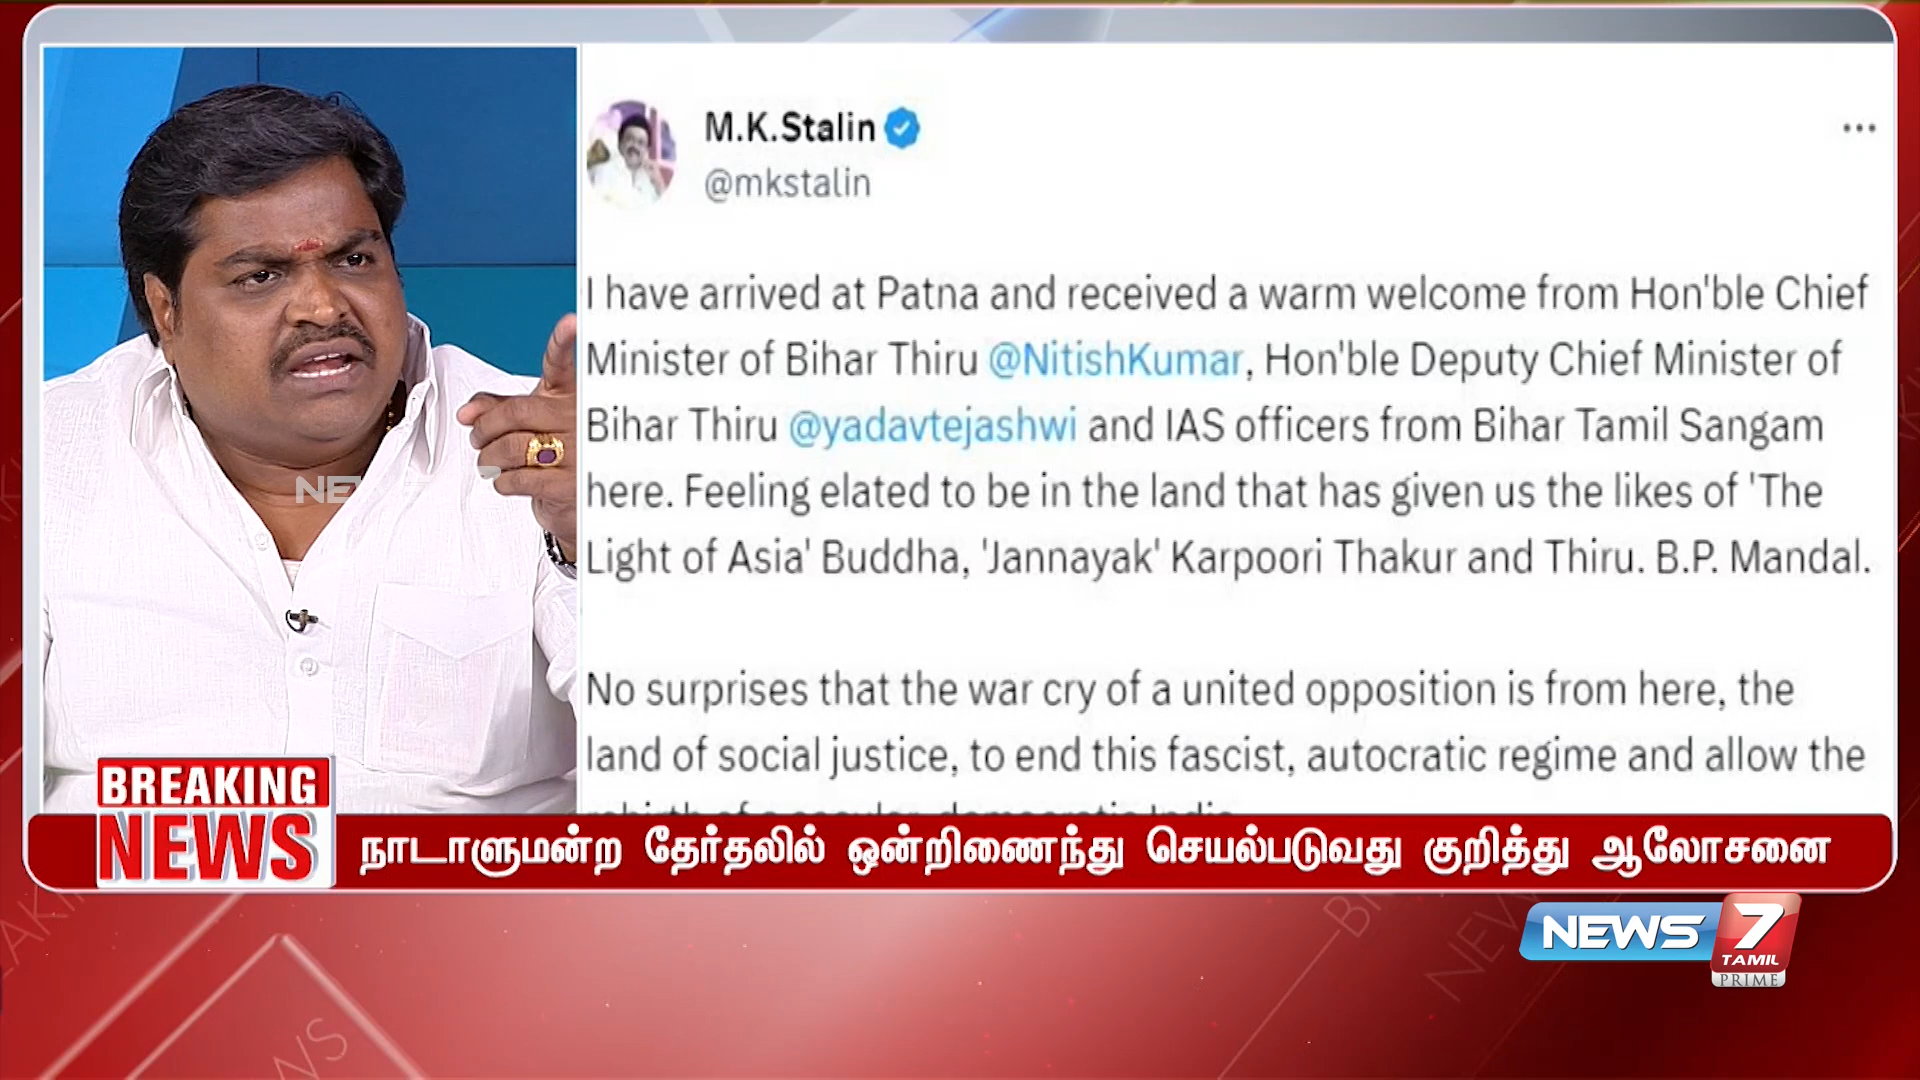 M.K.Stalin
@mkstalin
I have arrived at Patna and received a warm welcome from Hon'ble Chief
Minister of Bihar Thiru @NitishKumar, Hon'ble Deputy Chief Minister of
Bihar Thiru @yadavtejashwi and IAS officers from Bihar Tamil Sangam
here. Feeling elated to be in the land that has given us the likes of 'The
Light of Asia' Buddha, 'Jannayak' Karpoori Thakur and Thiru. B.P. Mandal.
No surprises that the war cry of a united opposition is from here, the
land of social justice, to end this fascist, autocratic regime and allow the
BREAKING
NEWS
நாடாளுமன்ற தேர்தலில் ஒன்றிணைந்து செயல்படுவது குறித்து ஆலோசனை
NEWS 7
TAMIL
PRIME